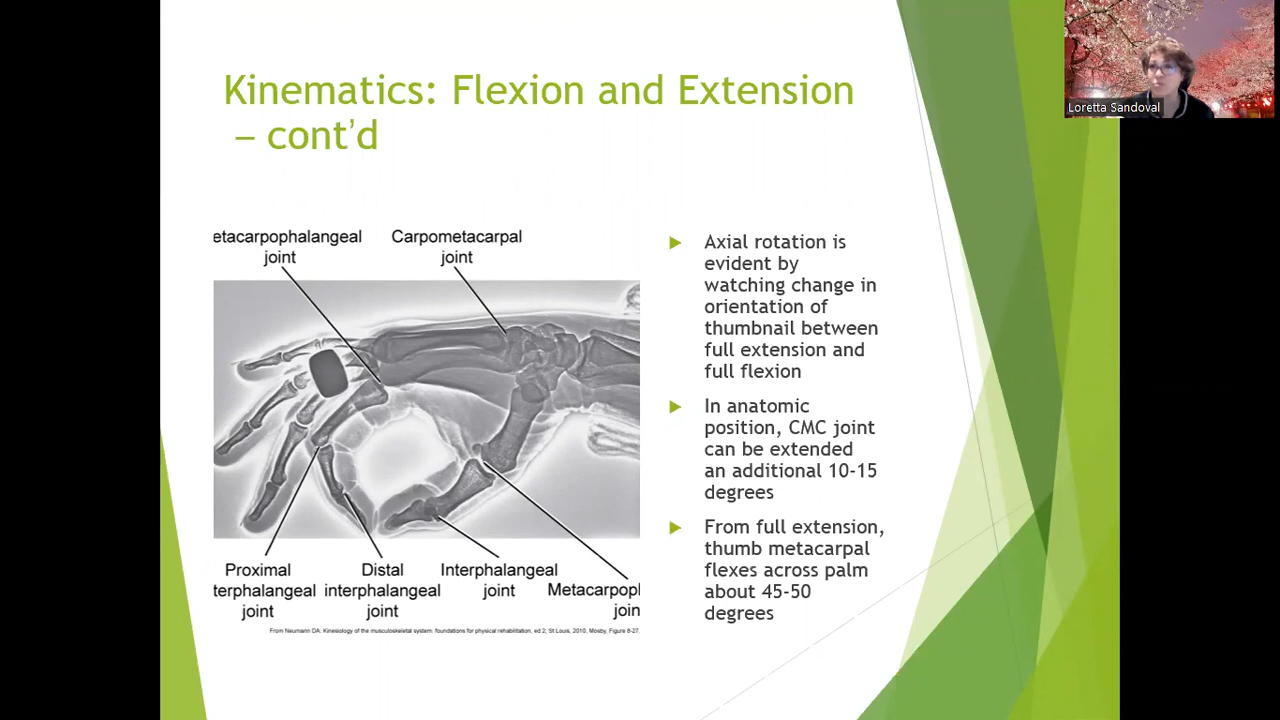 Loretta Sandoval
Kinematics: Flexion and Extension
– cont’d
etacarpophalangeal
joint
Carpometacarpal
joint
Proximal
terphalangeal
joint
Distal
interphalangeal
joint
Interphalangeal
joint
Metacarpop
join
From Neumann DA: Kinesiology of the musculoskeletal system: foundations for physical rehabilitation, ed 2, St Louis, 2010, Mosby, Figure 8-27.
Axial rotation is
evident by
watching change in
orientation of
thumbnail between
full extension and
full flexion
In anatomic
position, CMC joint
can be extended
an additional 10-15
degrees
From full extension,
thumb metacarpal
flexes across palm
about 45-50
degrees